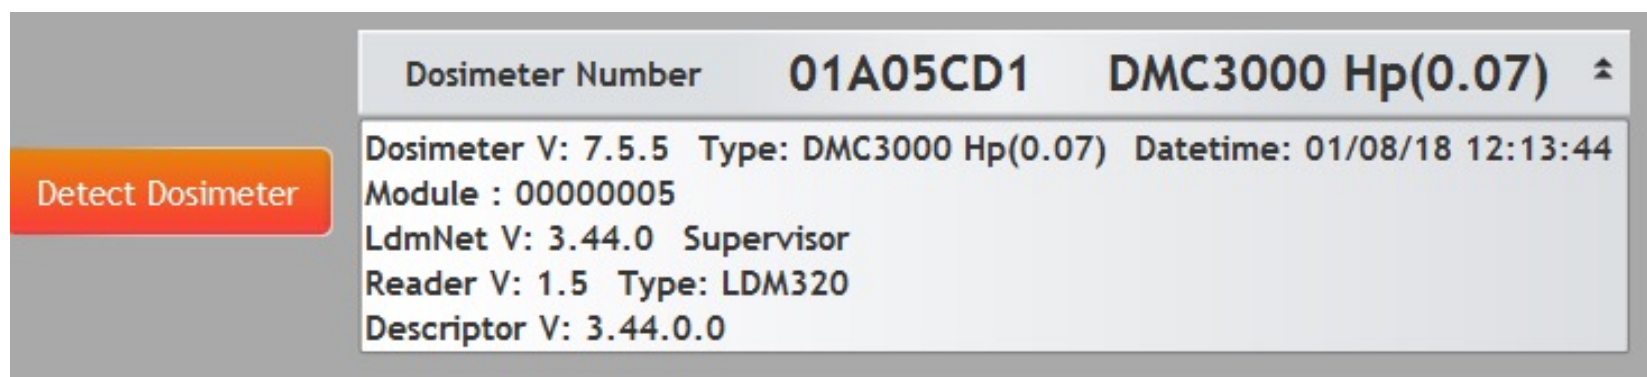 Dosimeter Number 01A05CD1 DMC3000 Hp(0.07)
Detect Dosimeter
Dosimeter V: 7.5.5 Type: DMC3000 Hp(0.07) Datetime: 01/08/18 12:13:44
Module : 00000005
LdmNet V: 3.44.0 Supervisor
Reader V: 1.5 Type: LDM320
Descriptor V: 3.44.0.0